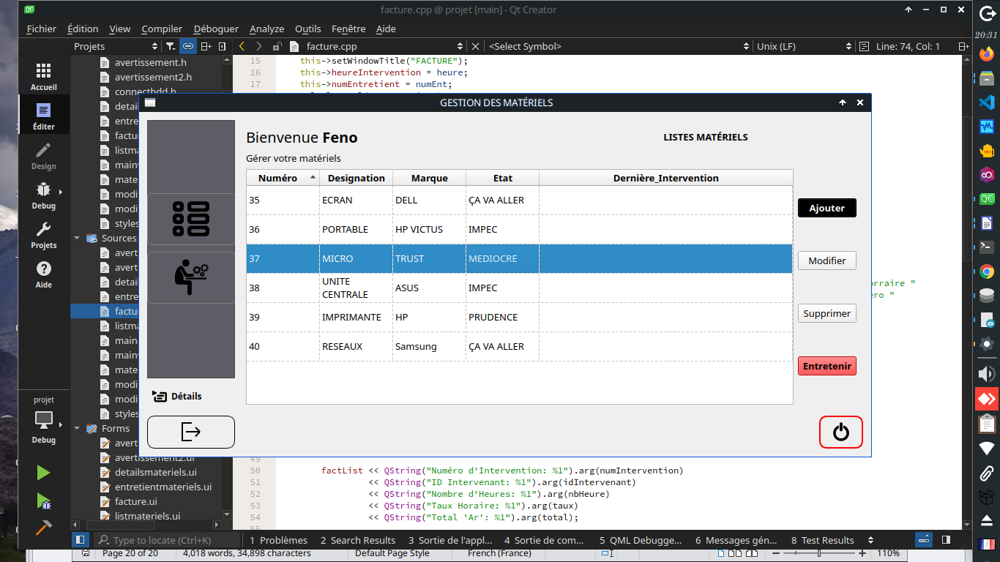 facture.cpp @ projet [main] - Qt Creator
Fichier Édition View Compiler Déboguer Analyze Outils Fenêtre Aide
20:31
Projets facture.cpp <Select Symbol> Unix (LF) Line: 74, Col: 1
Accueil
Éditer
Design
Debug
Projets
Aide
projet
Debug
avertissement.h
avertissement2.h
connectbdd.h
detai
entre
factur
listma
mainv
mater
modi
modi
styles
Sources
avert
avert
detail
entre
factu
listma
main.
mainv
mate
modi
modi
styles
Forms
avert
avertissement2.ui
detailsmateriels.ui
entretientmateriels.ui
facture.ui
listmateriels.ui
15 this->setWindowTitle("FACTURE");
16 this->heureIntervention = heure;
17 this->numEntretient = numEnt;
GESTION DES MATÉRIELS
Bienvenue Feno
LISTES MATÉRIELS
Gérer votre matériels
Numéro Designation Marque Etat Dernière_Intervention
35 ECRAN DELL ÇA VA ALLER
36 PORTABLE HP VICTUS IMPEC
37 MICRO TRUST MEDIOCRE
38 UNITE CENTRALE ASUS IMPEC
39 IMPRIMANTE HP PRUDENCE
40 RESEAUX Samsung ÇA VA ALLER
Ajouter
Modifier
Supprimer
Entretenir
Détails
orraire "
ero "
49
50 factList << QString("Numéro d'Intervention: %1").arg(numIntervention)
51 << QString("ID Intervenant: %1").arg(idIntervenant)
52 << QString("Nombre d'Heures: %1").arg(nbHeure)
53 << QString("Taux Horaire: %1").arg(taux)
54 << QString("Total 'Ar': %1").arg(total);
55
Type to locate (Ctrl+K) 1 Problèmes 2 Search Results 3 Sortie de l'appl... 4 Sortie de com... 5 QML Debugge... 6 Messages gén... 8 Test Results
Page 20 of 20 4,018 words, 34,898 characters Default Page Style French (France) 110%